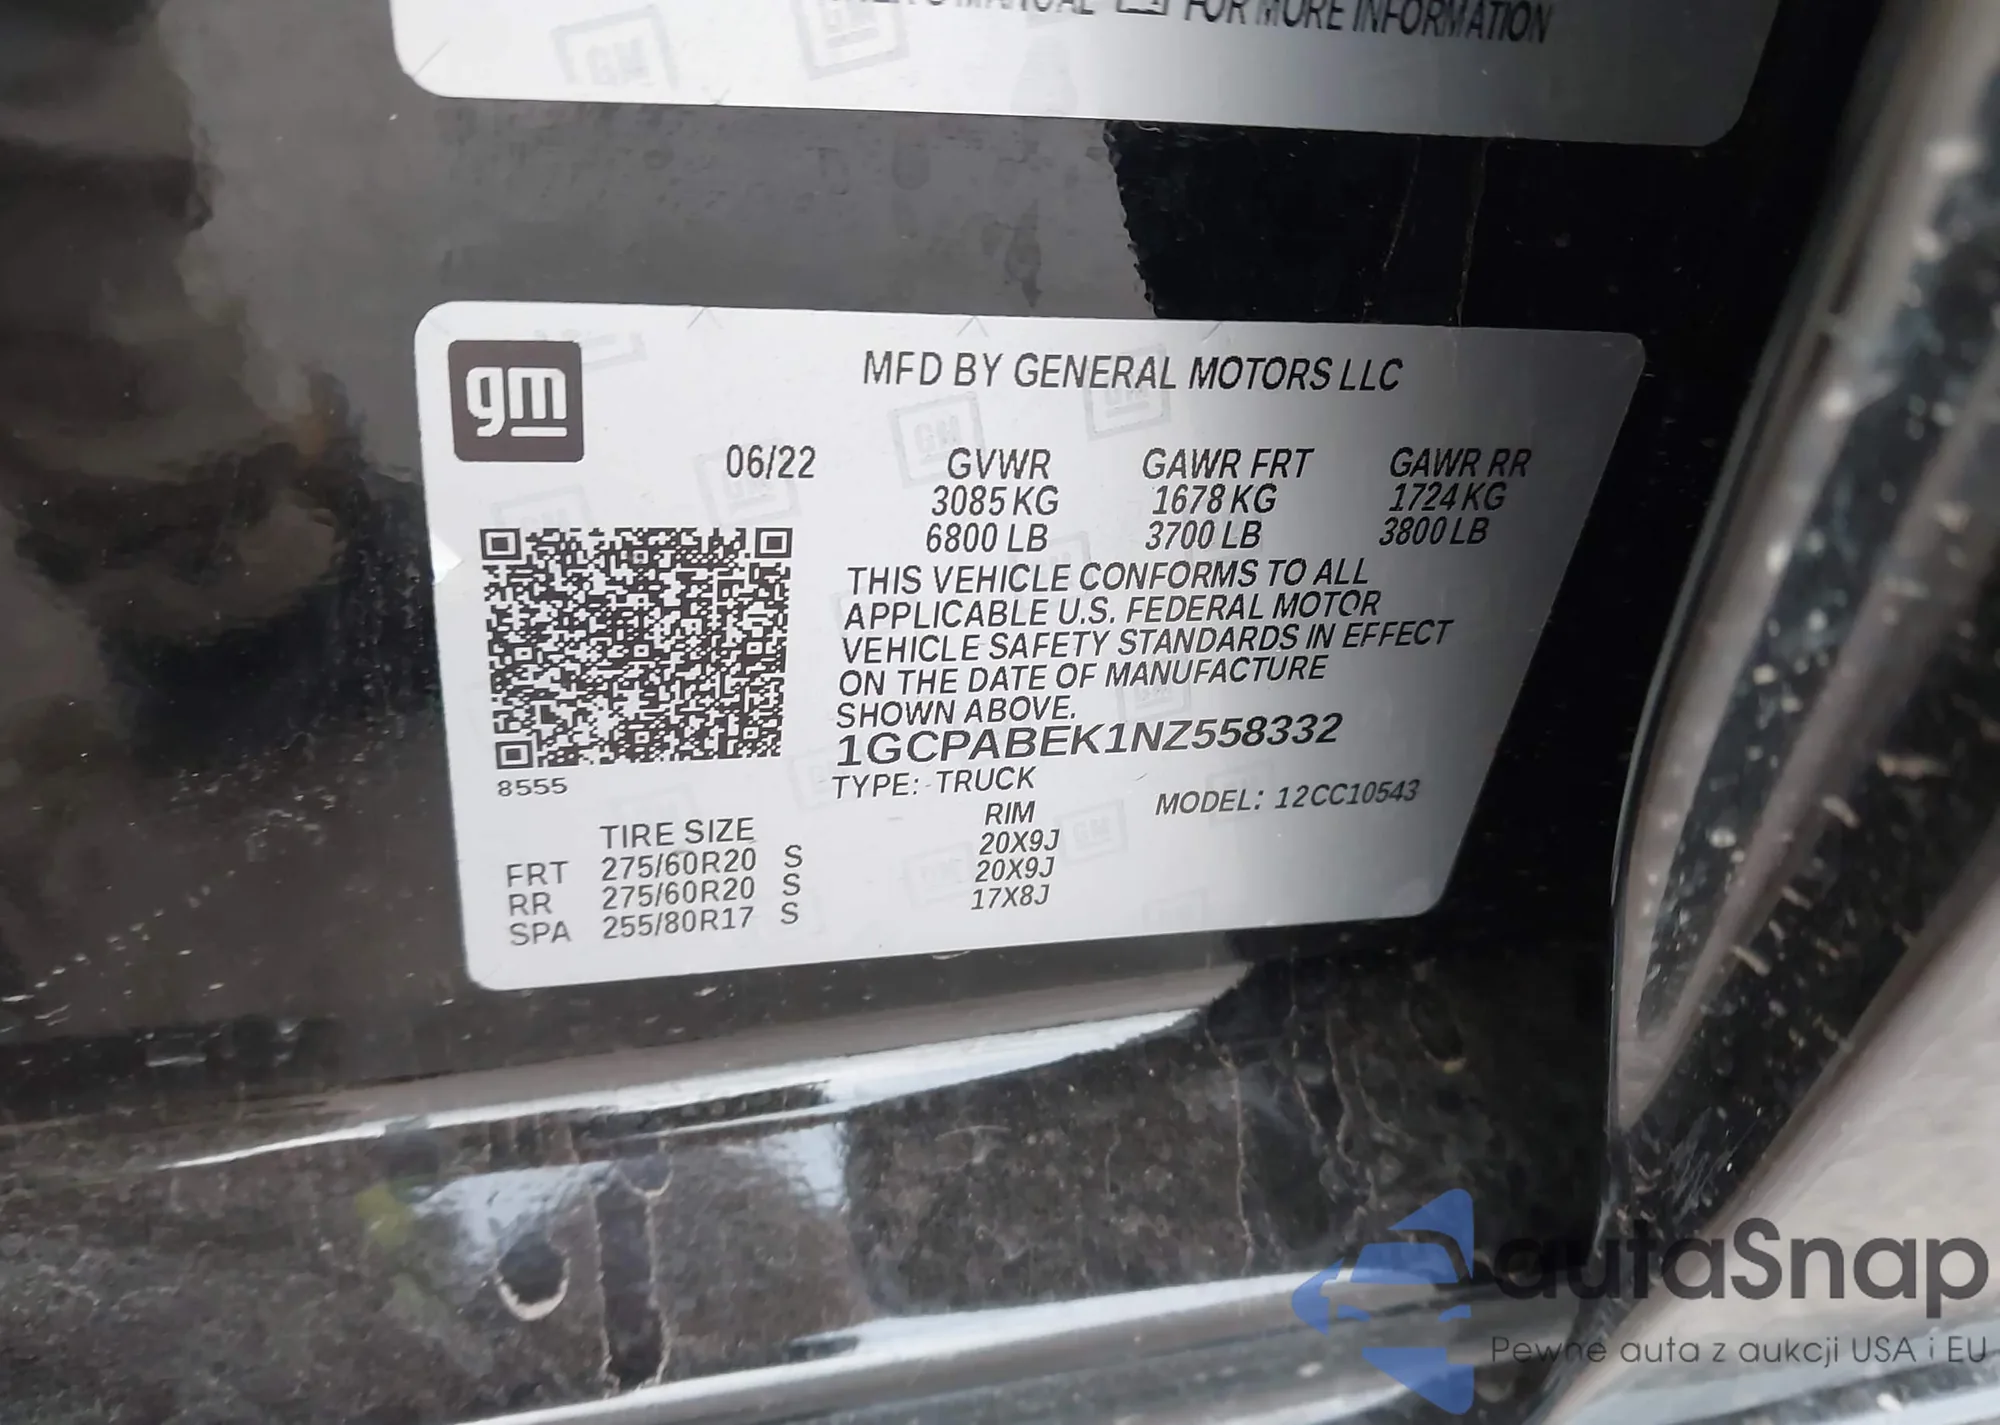 MANUAL FOR MORE INFORMATION
gm
MFD BY GENERAL MOTORS LLC
06/22 GVWR GAWR FRT GAWR RR
3085 KG 1678 KG 1724 KG
6800 LB 3700 LB 3800 LB
THIS VEHICLE CONFORMS TO ALL
APPLICABLE U.S. FEDERAL MOTOR
VEHICLE SAFETY STANDARDS IN EFFECT
ON THE DATE OF MANUFACTURE
SHOWN ABOVE.
1GCPABEK1NZ558332
8555
TYPE: TRUCK MODEL: 12CC10543
TIRE SIZE RIM
FRT 275/60R20 S 20X9J
RR 275/60R20 S 20X9J
SPA 255/80R17 S 17X8J
autaSnap
Pewne auta z aukcji USA i EU